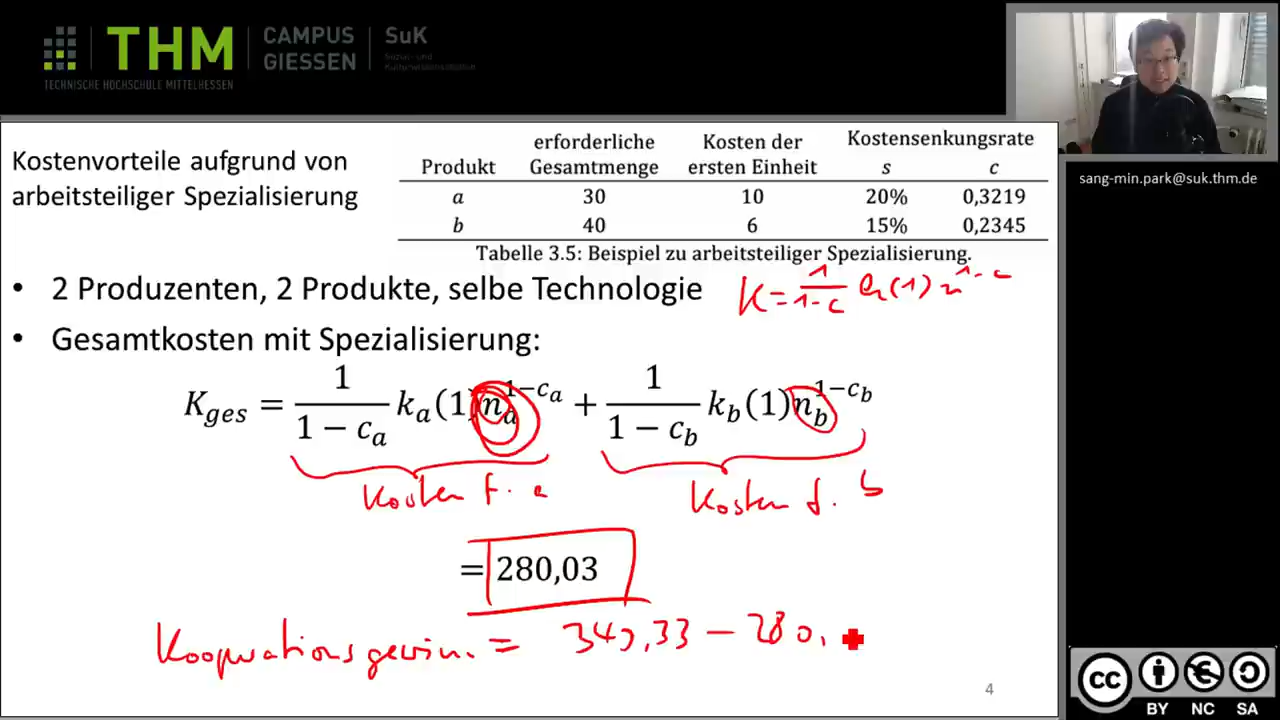 THM
CAMPUS
GIESSEN
SuK
TECHNISCHE HOCHSCHULE MITTELHESSEN
sang-min.park@suk.thm.de
Kostenvorteile aufgrund von
arbeitsteiliger Spezialisierung
Produkt erforderliche Gesamtmenge Kosten der ersten Einheit Kostensenkungsrate s c
a 30 10 20% 0,3219
b 40 6 15% 0,2345
Tabelle 3.5: Beispiel zu arbeitsteiliger Spezialisierung.
• 2 Produzenten, 2 Produkte, selbe Technologie
K = 1/(1-c) k(1) n^(1-c)
• Gesamtkosten mit Spezialisierung:
K_ges = 1/(1 − c_a) k_a(1) n_a^(1−c_a) + 1/(1 − c_b) k_b(1) n_b^(1−c_b)
Kosten f. a
Kosten f. b
= 280,03
Kooperationsgewinn = 349,33 − 280,
4
cc BY NC SA